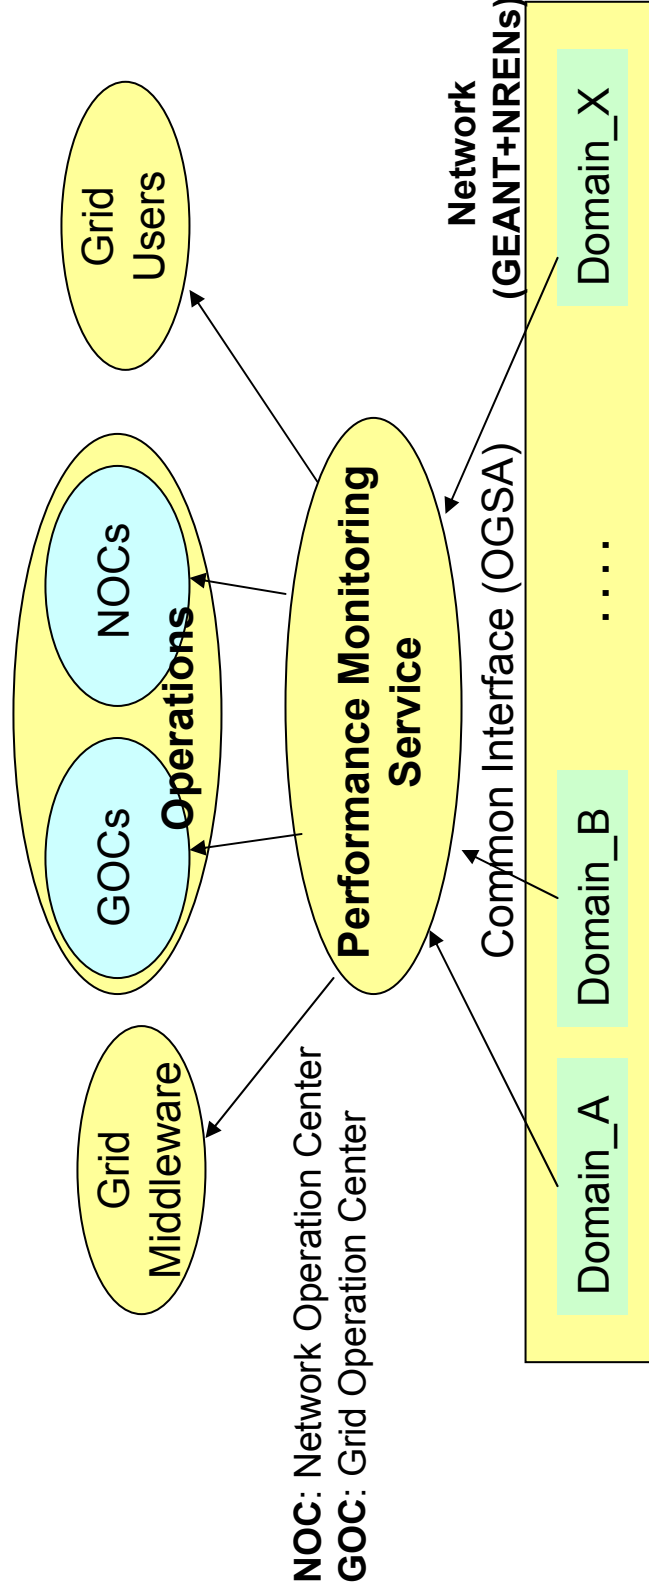 Grid
Middleware
GOCs
NOCs
Operations
Grid
Users
NOC: Network Operation Center
GOC: Grid Operation Center
Performance Monitoring
Service
Network
(GEANT+NRENs)
Common Interface (OGSA)
Domain_A
Domain_B
. . . .
Domain_X